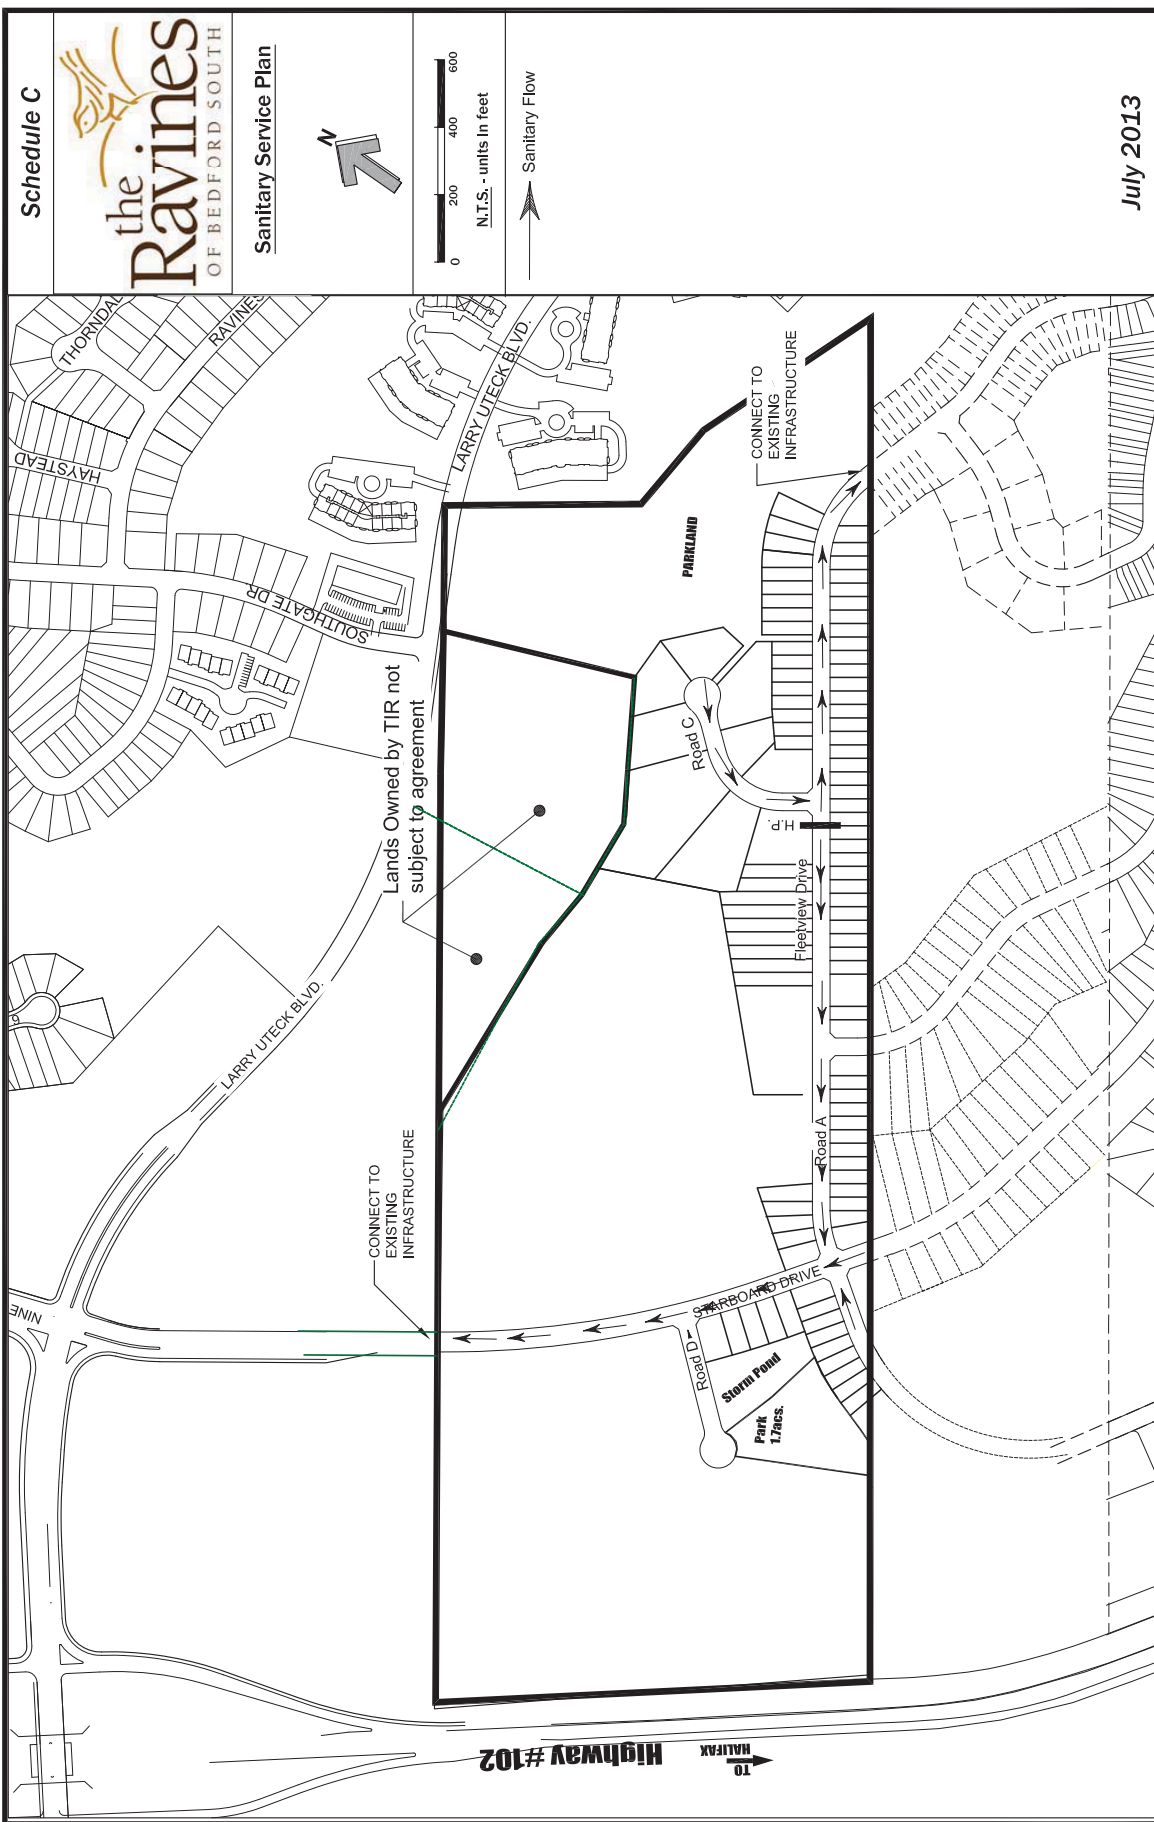 Schedule C
the
Ravines
OF BEDFORD SOUTH
Sanitary Service Plan
N
0 200 400 600
N.T.S. - units In feet
Sanitary Flow
July 2013
THORNDAL
RAVINES
HAYSTEAD
SOUTHGATE DR
LARRY UTECK BLVD.
LARRY UTECK BLVD.
NINE
Lands Owned by TIR not
subject to agreement
CONNECT TO
EXISTING
INFRASTRUCTURE
CONNECT TO
EXISTING
INFRASTRUCTURE
PARKLAND
Road C
H.P.
Fleetview Drive
Road A
STARBOARD DRIVE
Road D
Storm Pond
Park
1.7acs.
Highway #102
TO
HALIFAX